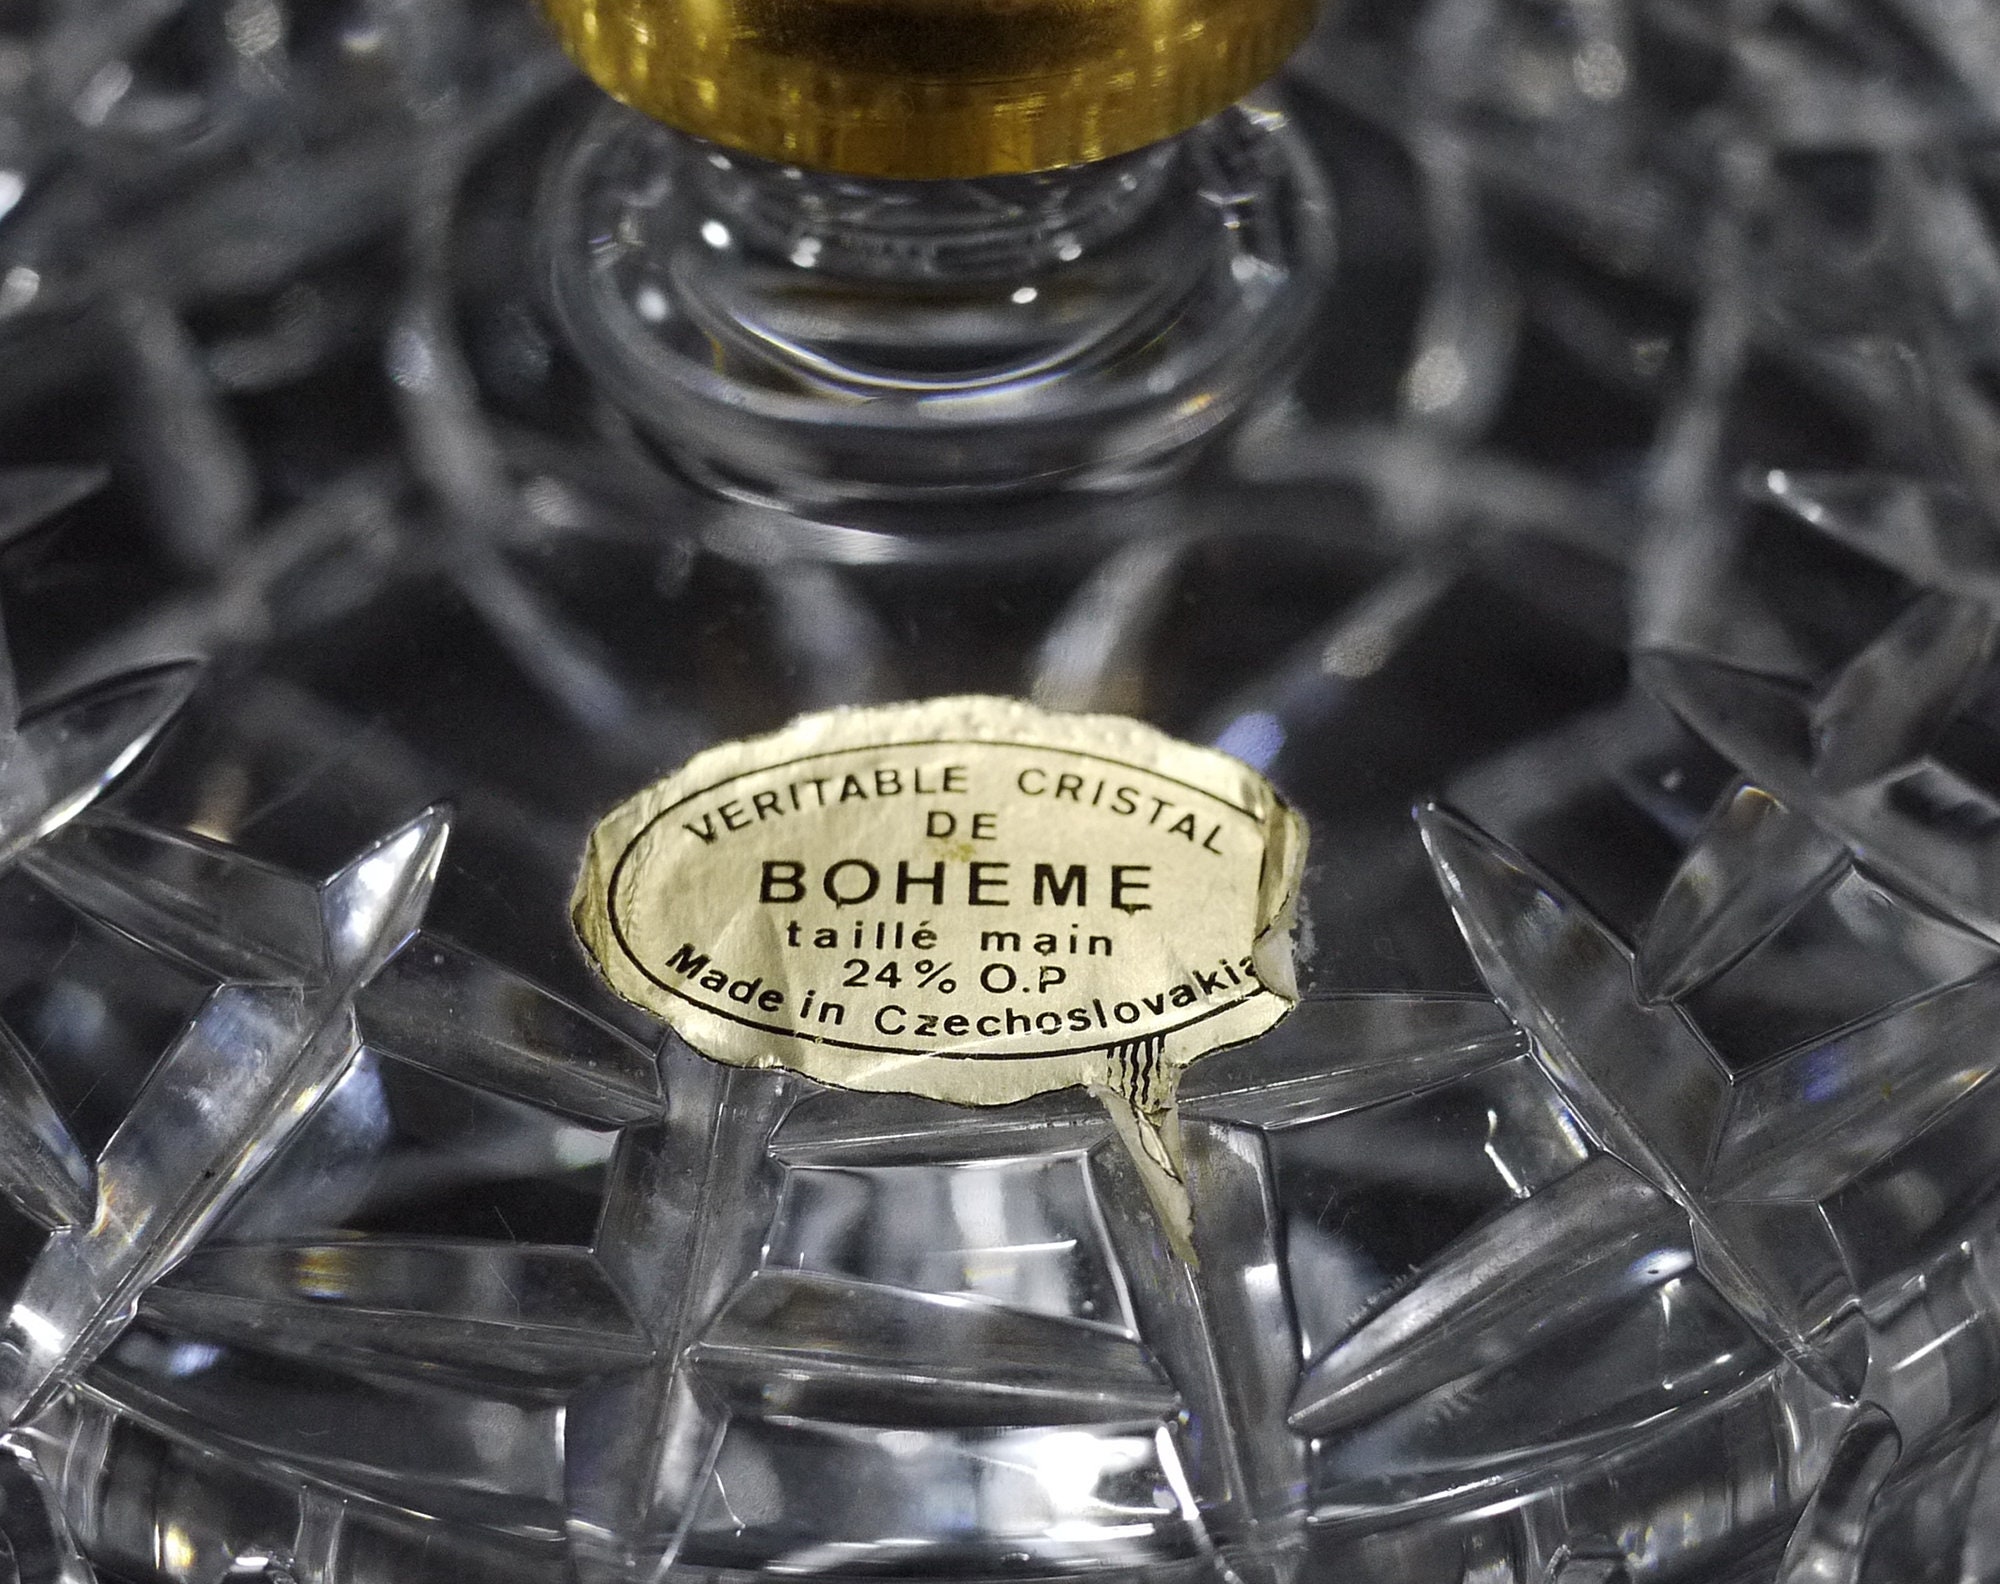 VERITABLE CRISTAL
DE
BOHEME
taillé main
24% O.P
Made in Czechoslovakia